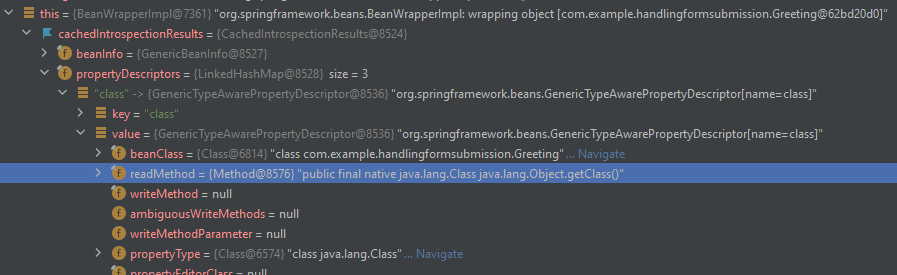 this = {BeanWrapperImpl@7361} "org.springframework.beans.BeanWrapperImpl: wrapping object [com.example.handlingformsubmission.Greeting@62bd20d0]"
cachedIntrospectionResults = {CachedIntrospectionResults@8524}
f beanInfo = {GenericBeanInfo@8527}
f propertyDescriptors = {LinkedHashMap@8528} size = 3
"class" -> {GenericTypeAwarePropertyDescriptor@8536} "org.springframework.beans.GenericTypeAwarePropertyDescriptor[name=class]"
key = "class"
value = {GenericTypeAwarePropertyDescriptor@8536} "org.springframework.beans.GenericTypeAwarePropertyDescriptor[name=class]"
f beanClass = {Class@6814} "class com.example.handlingformsubmission.Greeting"... Navigate
f readMethod = {Method@8576} "public final native java.lang.Class java.lang.Object.getClass()"
f writeMethod = null
f ambiguousWriteMethods = null
f writeMethodParameter = null
f propertyType = {Class@6574} "class java.lang.Class"... Navigate
f propertyEditorClass = null